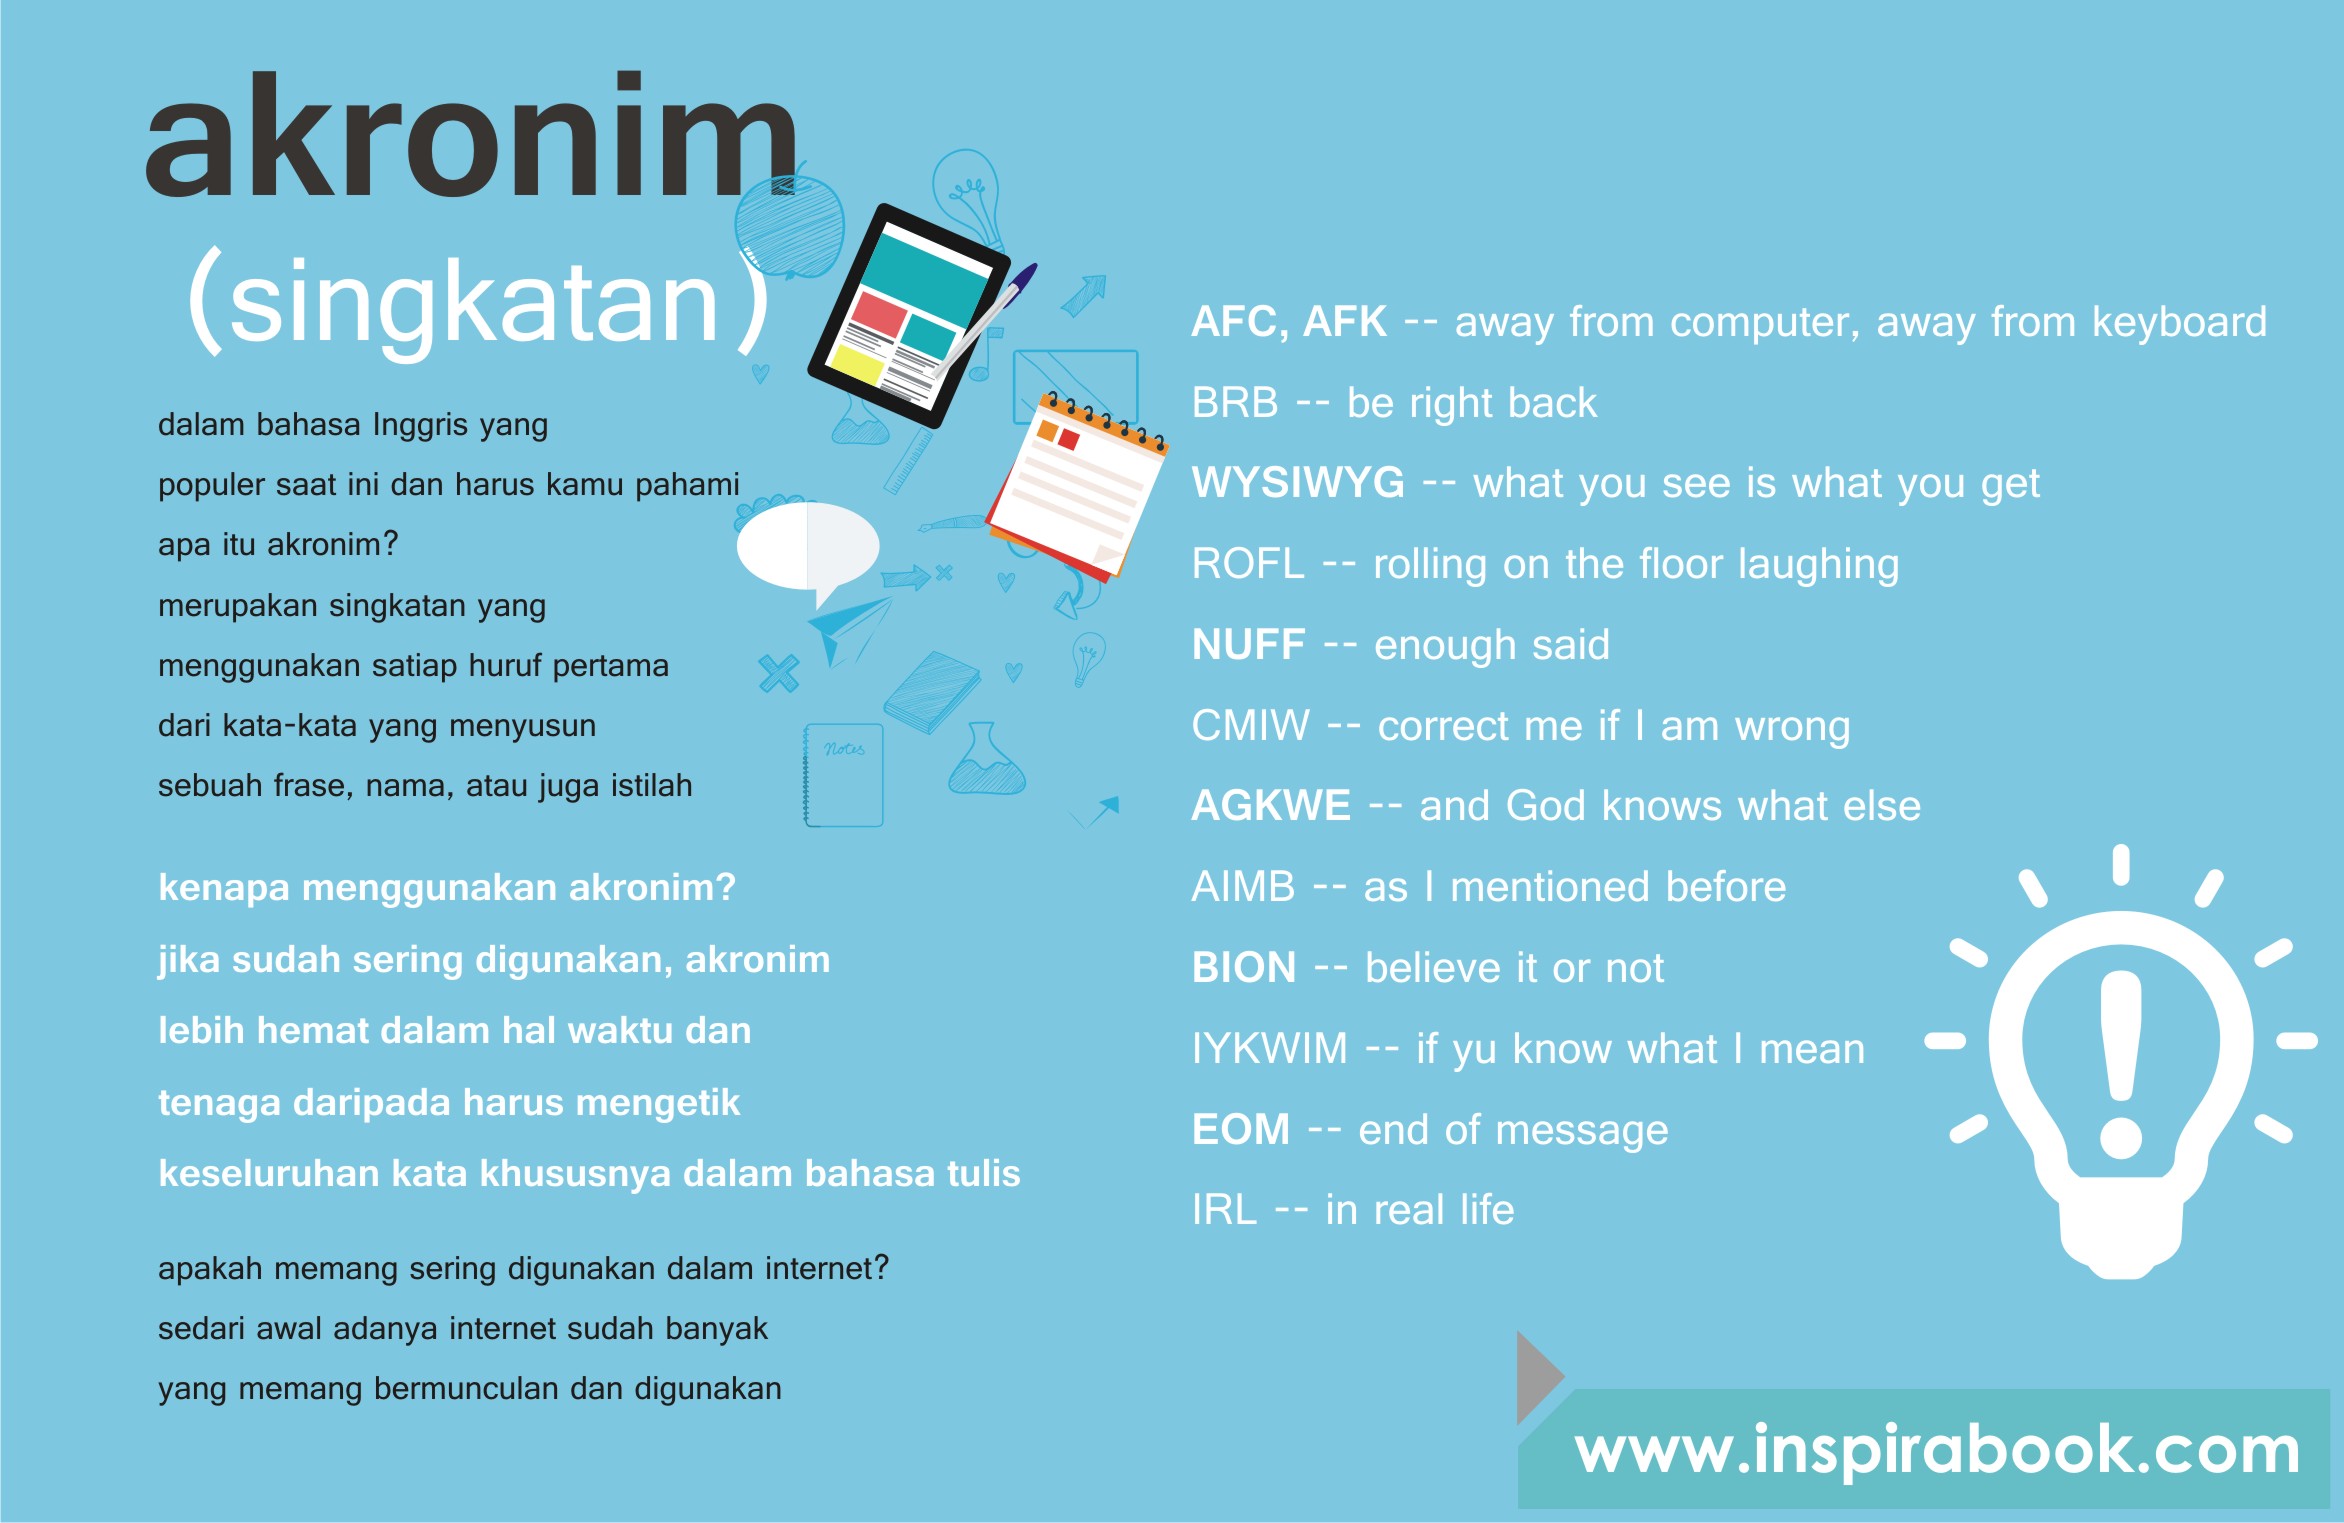 akronim
(singkatan)
dalam bahasa Inggris yang
populer saat ini dan harus kamu pahami
apa itu akronim?
merupakan singkatan yang
menggunakan satiap huruf pertama
dari kata-kata yang menyusun
sebuah frase, nama, atau juga istilah
kenapa menggunakan akronim?
jika sudah sering digunakan, akronim
lebih hemat dalam hal waktu dan
tenaga daripada harus mengetik
keseluruhan kata khususnya dalam bahasa tulis
apakah memang sering digunakan dalam internet?
sedari awal adanya internet sudah banyak
yang memang bermunculan dan digunakan
Notes
AFC, AFK -- away from computer, away from keyboard
BRB -- be right back
WYSIWYG -- what you see is what you get
ROFL -- rolling on the floor laughing
NUFF -- enough said
CMIW -- correct me if I am wrong
AGKWE -- and God knows what else
AIMB -- as I mentioned before
BION -- believe it or not
IYKWIM -- if yu know what I mean
EOM -- end of message
IRL -- in real life
www.inspirabook.com